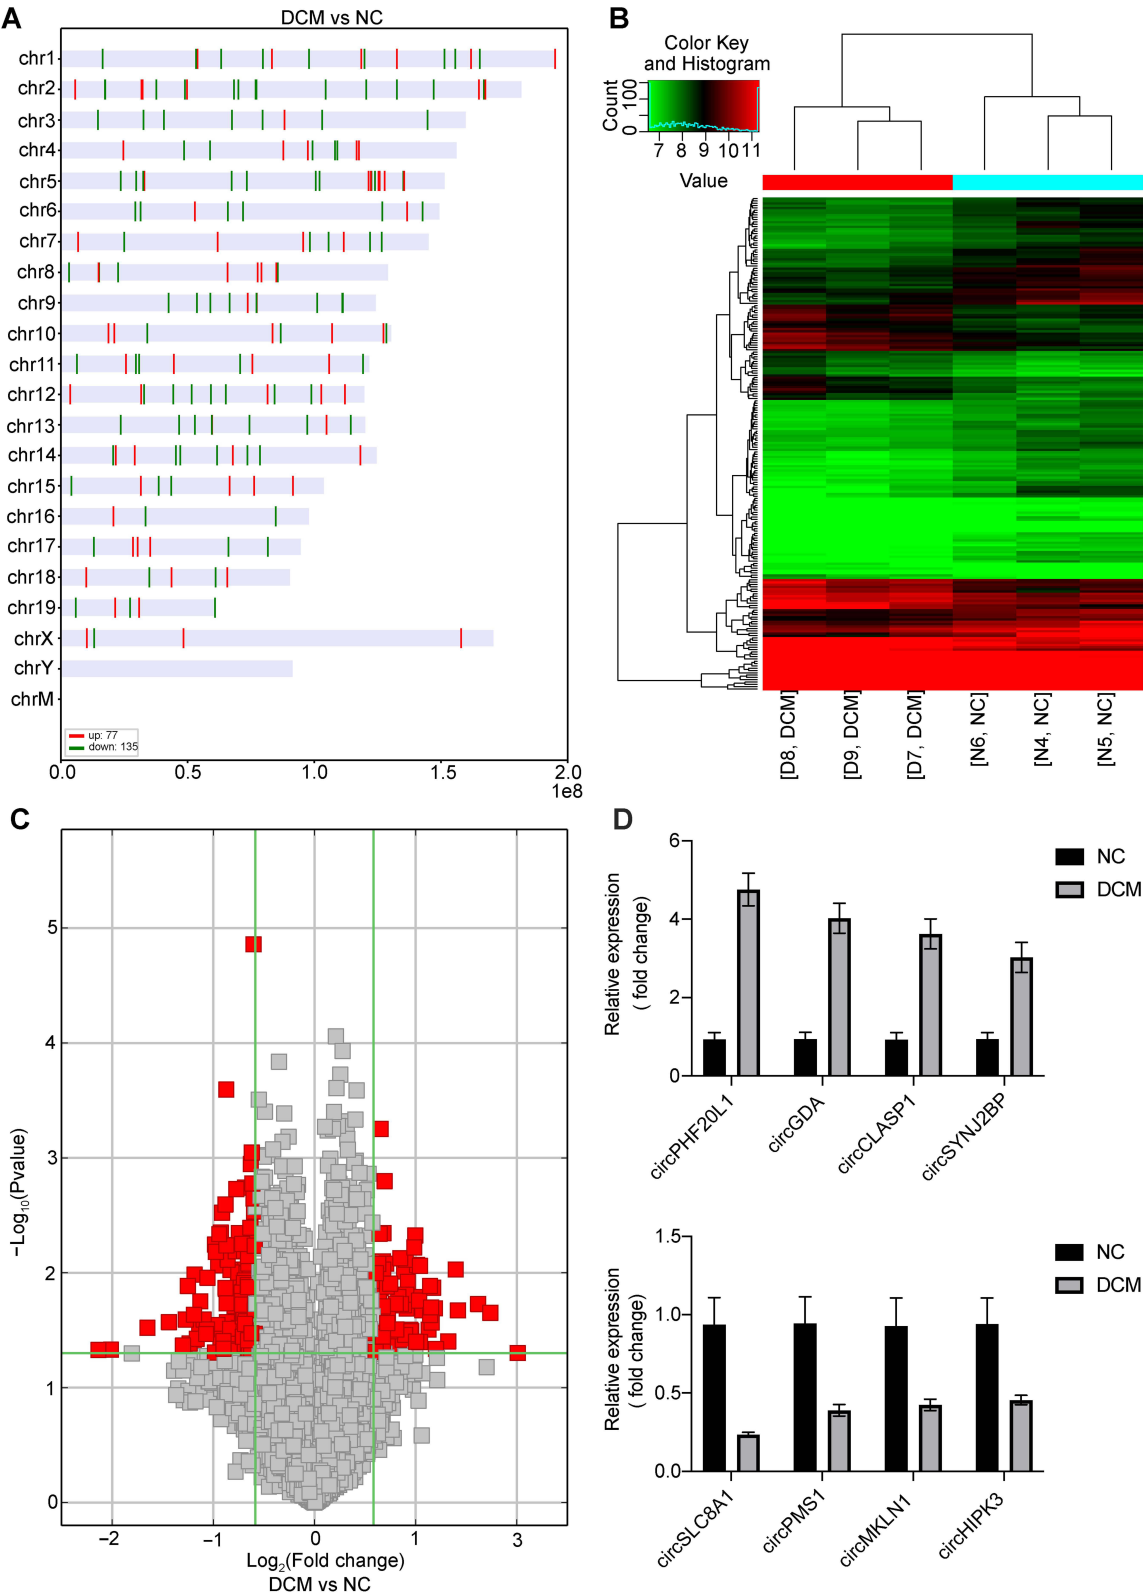 A
DCM vs NC
chr1
chr2
chr3
chr4
chr5
chr6
chr7
chr8
chr9
chr10
chr11
chr12
chr13
chr14
chr15
chr16
chr17
chr18
chr19
chrX
chrY
chrM
up: 77
down: 135
0.0 0.5 1.0 1.5 2.0
1e8
B
Color Key
and Histogram
Count
0 100
7 8 9 10 11
Value
[D8, DCM]
[D9, DCM]
[D7, DCM]
[N6, NC]
[N4, NC]
[N5, NC]
C
5
4
3
2
1
0
−Log10(Pvalue)
−2 −1 0 1 3
Log2(Fold change)
DCM vs NC
D
6
4
2
0
Relative expression
( fold change)
NC
DCM
circPHF20L1
circGDA
circCLASP1
circSYNJ2BP
1.5
1.0
0.5
0.0
Relative expression
( fold change)
NC
DCM
circSLC8A1
circPMS1
circMKLN1
circHIPK3